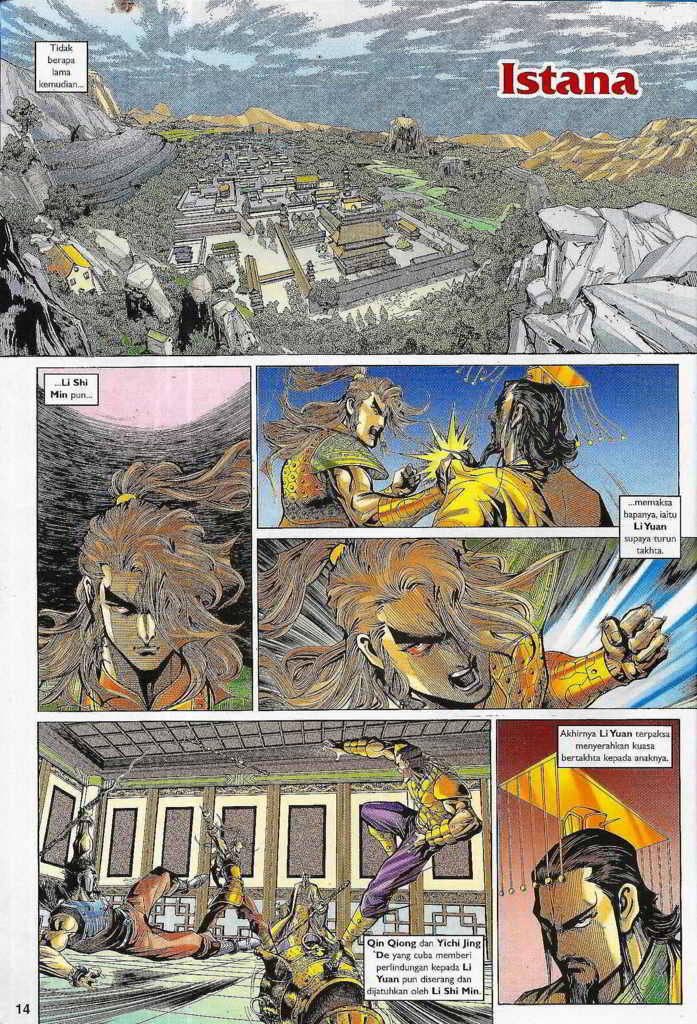 Tidak
berapa
lama
kemudian...
Istana
...Li Shi
Min pun...
...memaksa
bapanya, iaitu
Li Yuan
supaya turun
takhta.
Qin Qiong dan Yichi Jing
`De yang cuba memberi
perlindungan kepada Li
Yuan pun diserang dan
dijatuhkan oleh Li Shi Min.
Akhirnya Li Yuan terpaksa
menyerahkan kuasa
bertakhta kepada anaknya.
14